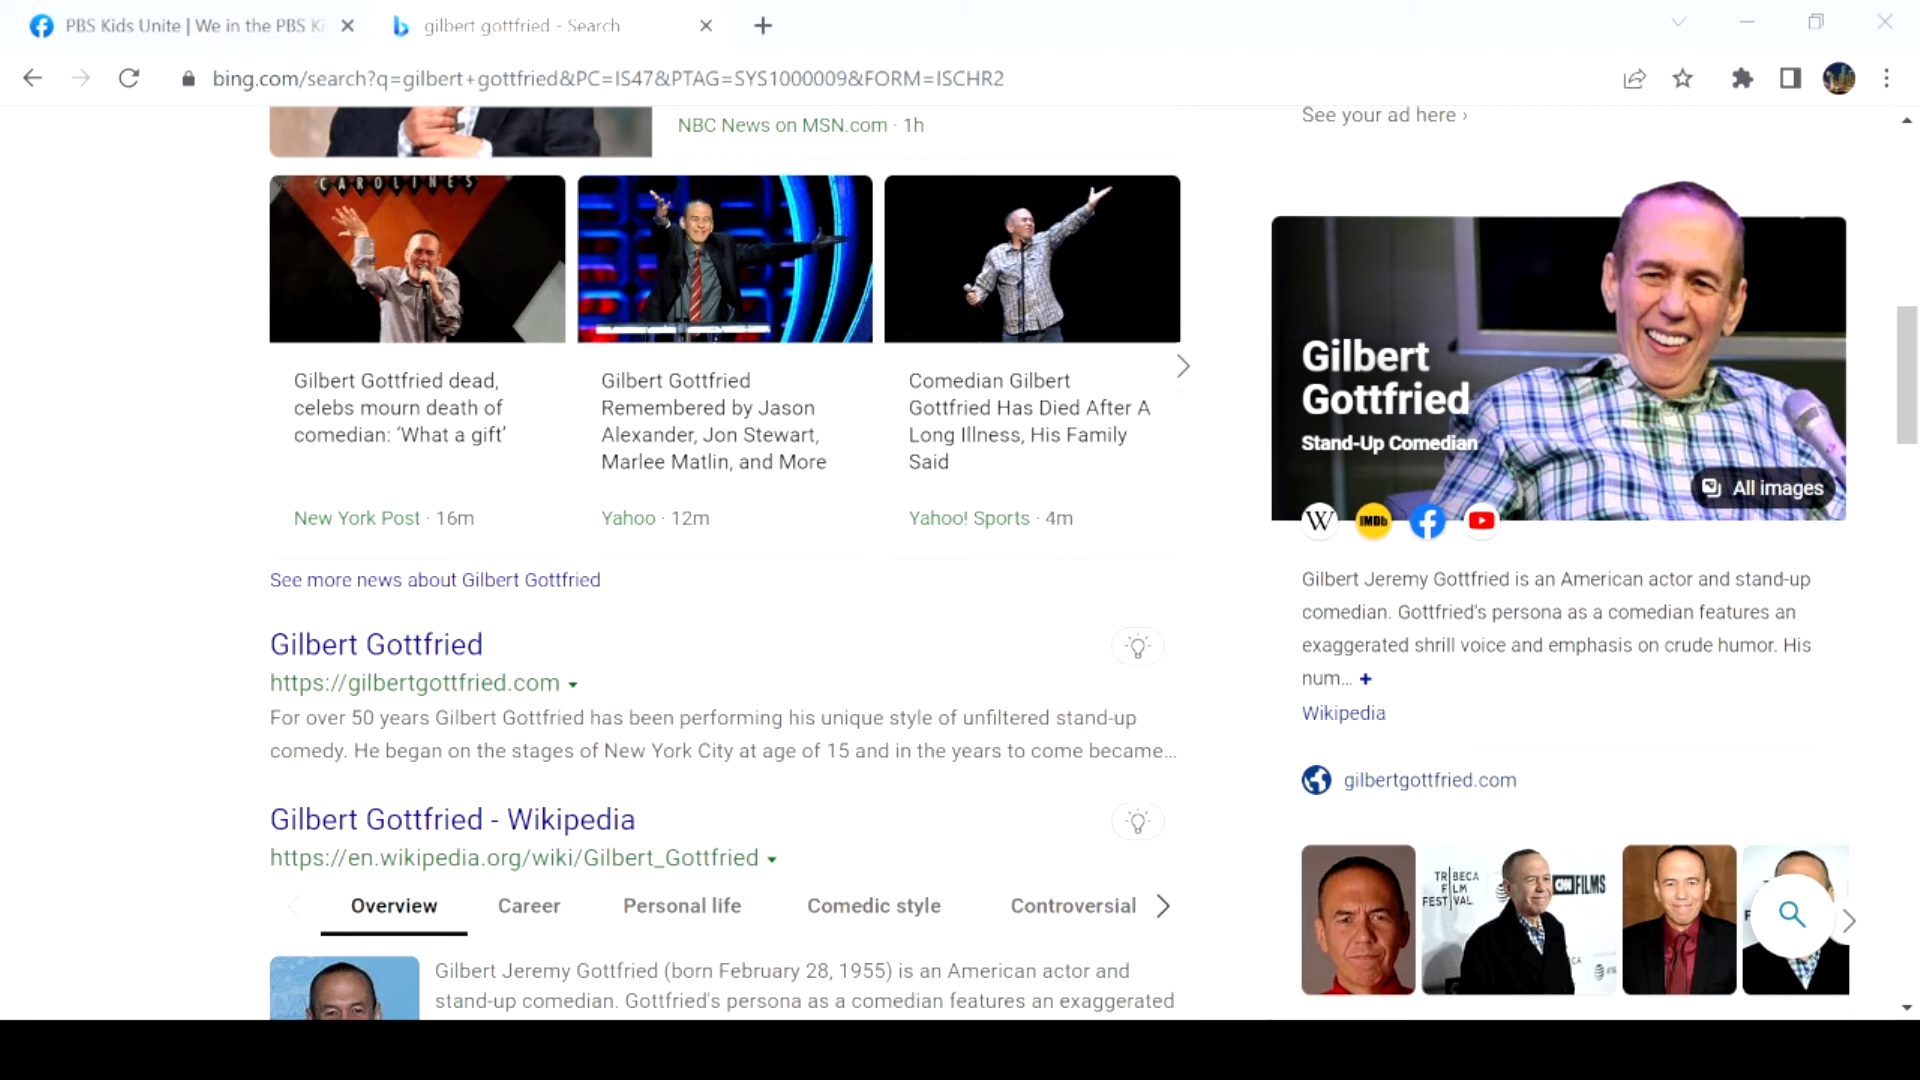 PBS Kids Unite | We in the PBS Ki
gilbert gottfried - Search
bing.com/search?q=gilbert+gottfried&PC=IS47&PTAG=SYS1000009&FORM=ISCHR2
NBC News on MSN.com · 1h
See your ad here ›
CAROLINES
Gilbert Gottfried dead,
celebs mourn death of
comedian: ‘What a gift’
New York Post · 16m
Gilbert Gottfried
Remembered by Jason
Alexander, Jon Stewart,
Marlee Matlin, and More
Yahoo · 12m
Comedian Gilbert
Gottfried Has Died After A
Long Illness, His Family
Said
Yahoo! Sports · 4m
See more news about Gilbert Gottfried
Gilbert Gottfried
https://gilbertgottfried.com
For over 50 years Gilbert Gottfried has been performing his unique style of unfiltered stand-up
comedy. He began on the stages of New York City at age of 15 and in the years to come became...
Gilbert Gottfried - Wikipedia
https://en.wikipedia.org/wiki/Gilbert_Gottfried
Overview Career Personal life Comedic style Controversial
Gilbert Jeremy Gottfried (born February 28, 1955) is an American actor and
stand-up comedian. Gottfried's persona as a comedian features an exaggerated
Gilbert
Gottfried
Stand-Up Comedian
All images
W IMDb
Gilbert Jeremy Gottfried is an American actor and stand-up
comedian. Gottfried's persona as a comedian features an
exaggerated shrill voice and emphasis on crude humor. His
num... +
Wikipedia
gilbertgottfried.com
TRIBECA
FILM
FESTIVAL
CNN FILMS